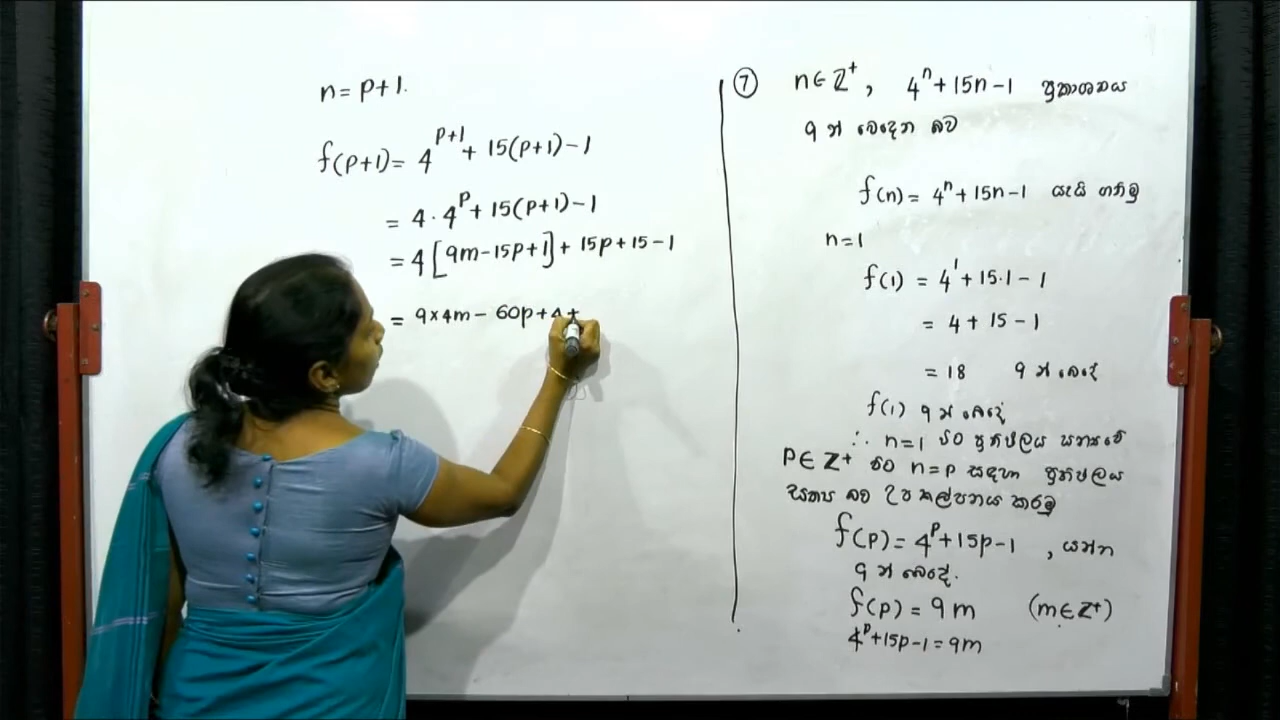 n = p+1.
f(p+1) = 4^{p+1} + 15(p+1) - 1
= 4 · 4^p + 15(p+1) - 1
= 4[9m - 15p + 1] + 15p + 15 - 1
= 9×4m - 60p + 4 +
⑦ n ∈ ℤ⁺, 4ⁿ + 15n - 1 ප්‍රකාශනය
9 න් බෙදෙන බව
f(n) = 4ⁿ + 15n - 1 යැයි ගනිමු
n = 1
f(1) = 4¹ + 15·1 - 1
= 4 + 15 - 1
= 18 9 න් බෙදේ
f(1) 9 න් බෙදේ
∴ n = 1 විට ප්‍රතිඵලය සත්‍යවේ
p ∈ ℤ⁺ විට n = p සඳහා ප්‍රතිඵලය
සත්‍ය බව උපකල්පනය කරමු
f(p) = 4^p + 15p - 1 , යන්න
9 න් බෙදේ.
f(p) = 9m (m ∈ ℤ⁺)
4^p + 15p - 1 = 9m